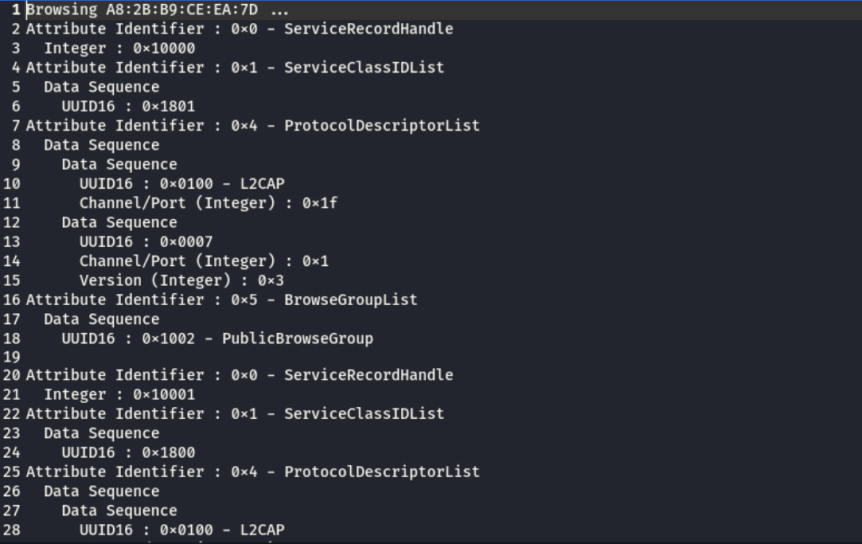 1 Browsing A8:2B:B9:CE:EA:7D ...
2 Attribute Identifier : 0x0 - ServiceRecordHandle
3   Integer : 0x10000
4 Attribute Identifier : 0x1 - ServiceClassIDList
5   Data Sequence
6     UUID16 : 0x1801
7 Attribute Identifier : 0x4 - ProtocolDescriptorList
8   Data Sequence
9     Data Sequence
10       UUID16 : 0x0100 - L2CAP
11       Channel/Port (Integer) : 0x1f
12     Data Sequence
13       UUID16 : 0x0007
14       Channel/Port (Integer) : 0x1
15       Version (Integer) : 0x3
16 Attribute Identifier : 0x5 - BrowseGroupList
17   Data Sequence
18     UUID16 : 0x1002 - PublicBrowseGroup
19
20 Attribute Identifier : 0x0 - ServiceRecordHandle
21   Integer : 0x10001
22 Attribute Identifier : 0x1 - ServiceClassIDList
23   Data Sequence
24     UUID16 : 0x1800
25 Attribute Identifier : 0x4 - ProtocolDescriptorList
26   Data Sequence
27     Data Sequence
28       UUID16 : 0x0100 - L2CAP